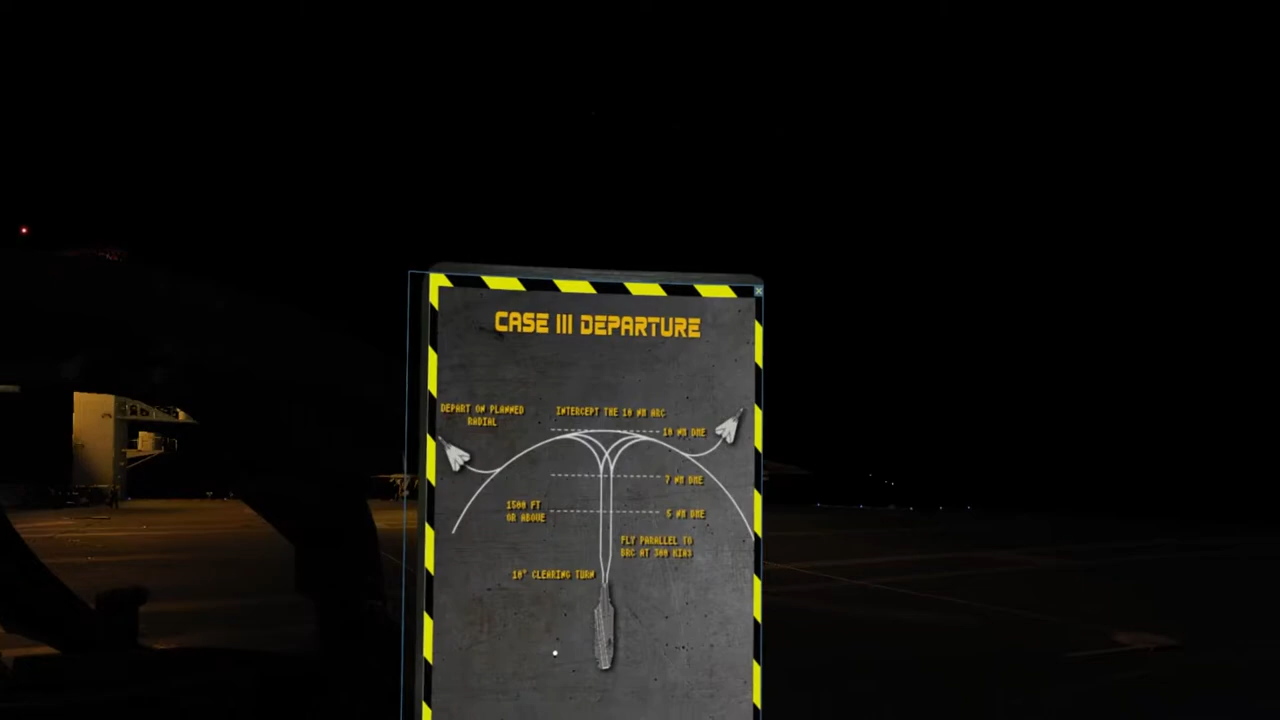 CASE III DEPARTURE
DEPART ON PLANNED
RADIAL
INTERCEPT THE 10 NM ARC
10 NM DME
7 NM DME
1500 FT
OR ABOVE
5 NM DME
FLY PARALLEL TO
BRC AT 300 KIAS
10° CLEARING TURN